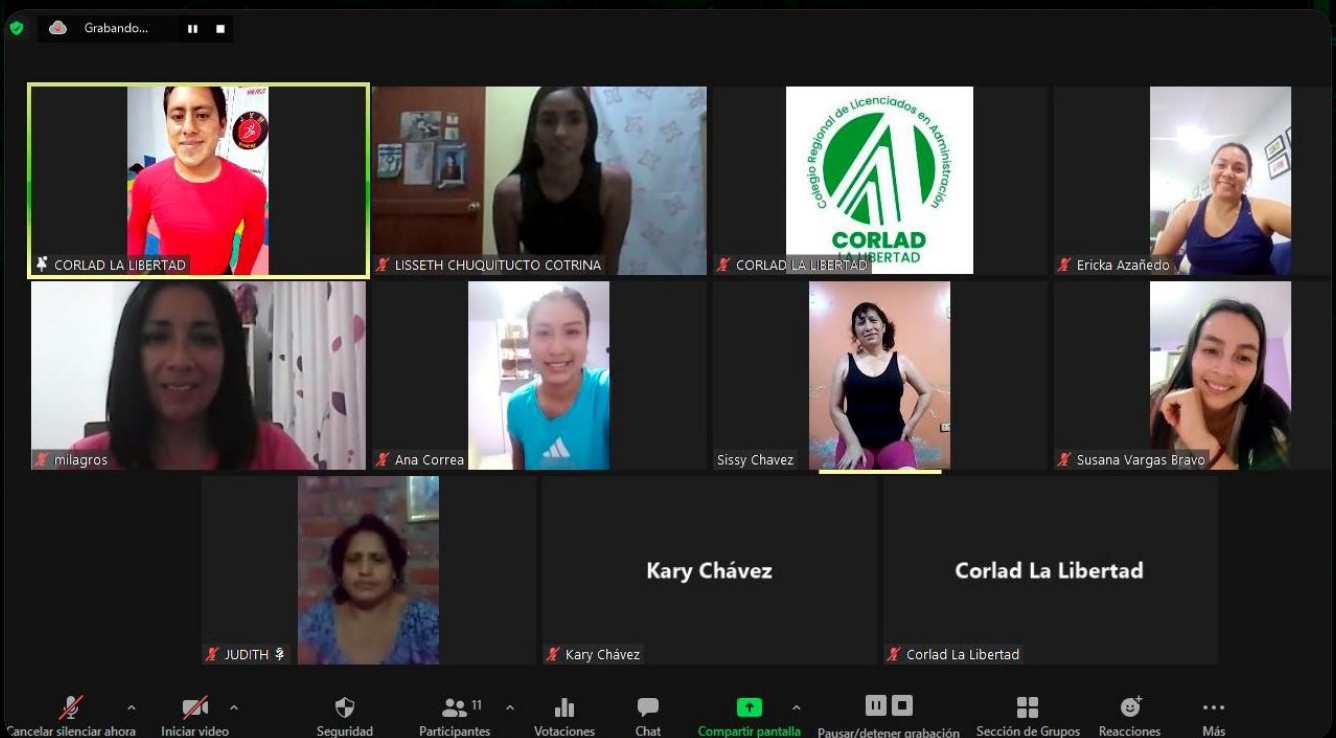 Grabando...
CORLAD LA LIBERTAD
LISSETH CHUQUITUCTO COTRINA
Colegio Regional de Licenciados en Administración
CORLAD
LA LIBERTAD
CORLAD LA LIBERTAD
Ericka Azañedo
milagros
Ana Correa
Sissy Chavez
Susana Vargas Bravo
JUDITH
Kary Chávez
Kary Chávez
Corlad La Libertad
Corlad La Libertad
Cancelar silenciar ahora
Iniciar video
Seguridad
11
Participantes
Votaciones
Chat
Compartir pantalla
Pausar/detener grabación
Sección de Grupos
Reacciones
Más